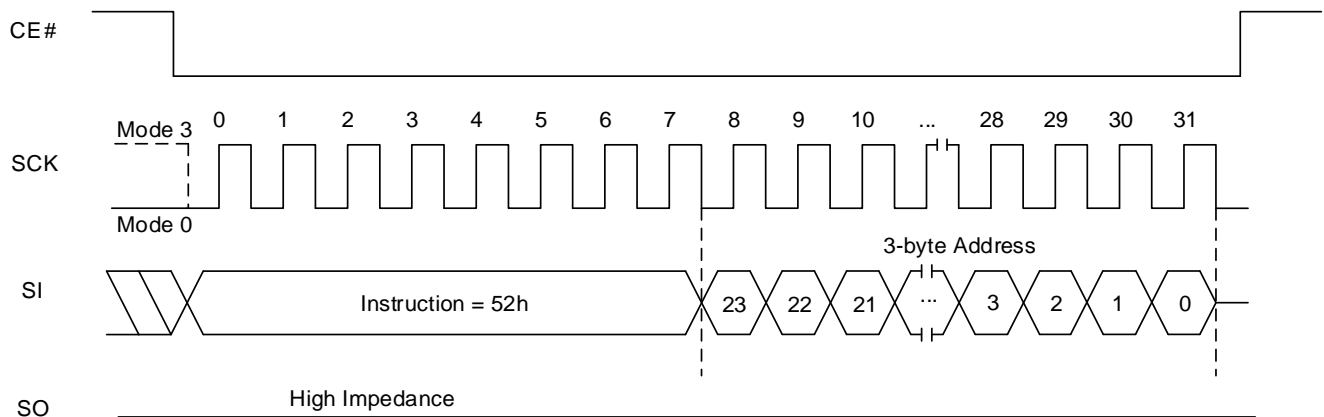 CE#
0 1 2 3 4 5 6 7 8 9 10 ... 28 29 30 31
Mode 3
SCK
Mode 0
3-byte Address
SI
Instruction = 52h 23 22 21 ... 3 2 1 0
High Impedance
SO